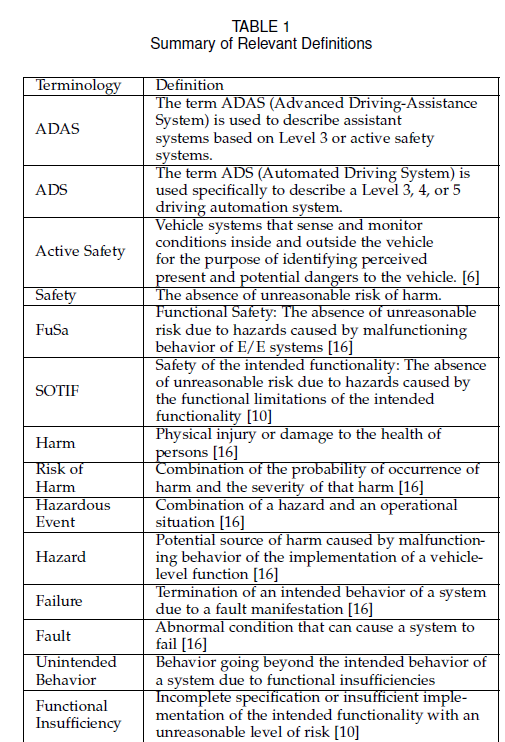 TABLE 1
Summary of Relevant Definitions
Terminology Definition
ADAS
The term ADAS (Advanced Driving-Assistance
System) is used to describe assistant
systems based on Level 3 or active safety
systems.
ADS
The term ADS (Automated Driving System) is
used specifically to describe a Level 3, 4, or 5
driving automation system.
Active Safety
Vehicle systems that sense and monitor
conditions inside and outside the vehicle
for the purpose of identifying perceived
present and potential dangers to the vehicle. [6]
Safety The absence of unreasonable risk of harm.
FuSa
Functional Safety: The absence of unreasonable
risk due to hazards caused by malfunctioning
behavior of E/E systems [16]
SOTIF
Safety of the intended functionality: The absence
of unreasonable risk due to hazards caused by
the functional limitations of the intended
functionality [10]
Harm
Physical injury or damage to the health of
persons [16]
Risk of
Harm
Combination of the probability of occurrence of
harm and the severity of that harm [16]
Hazardous
Event
Combination of a hazard and an operational
situation [16]
Hazard
Potential source of harm caused by malfunction-
ing behavior of the implementation of a vehicle-
level function [16]
Failure
Termination of an intended behavior of a system
due to a fault manifestation [16]
Fault
Abnormal condition that can cause a system to
fail [16]
Unintended
Behavior
Behavior going beyond the intended behavior of
a system due to functional insufficiencies
Functional
Insufficiency
Incomplete specification or insufficient imple-
mentation of the intended functionality with an
unreasonable level of risk [10]